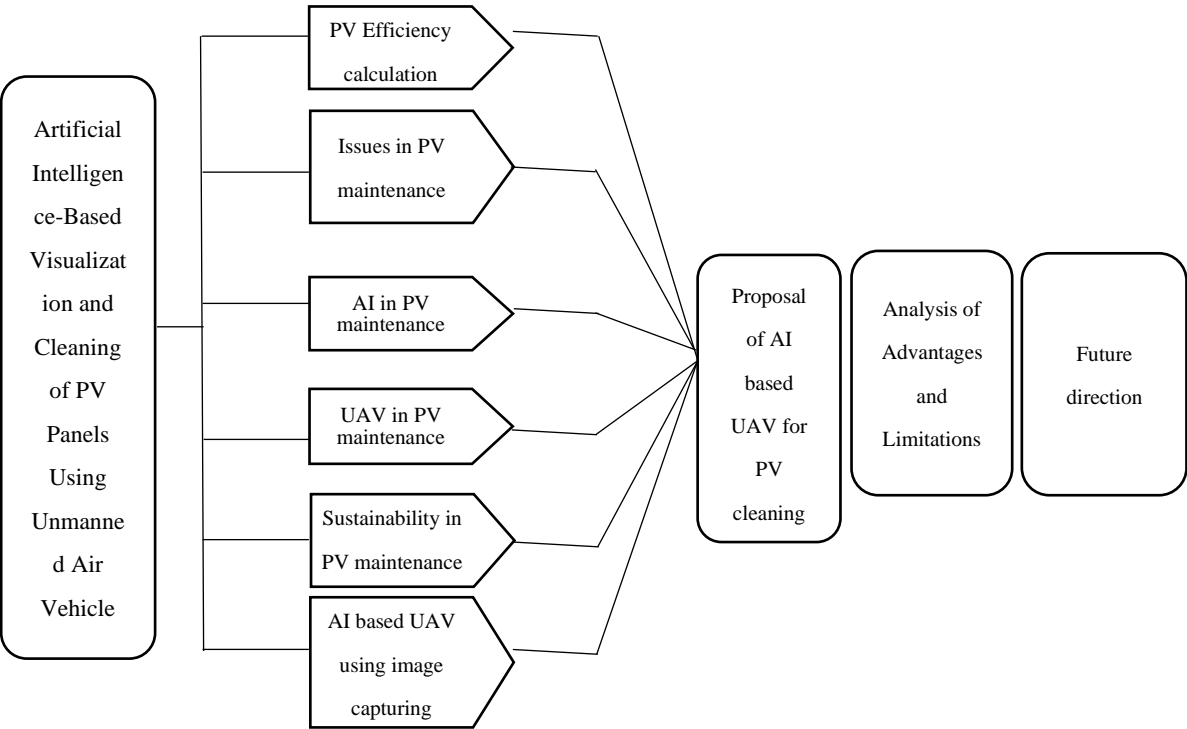 Artificial
Intelligen
ce-Based
Visualizat
ion and
Cleaning
of PV
Panels
Using
Unmanne
d Air
Vehicle
PV Efficiency
calculation
Issues in PV
maintenance
AI in PV
maintenance
UAV in PV
maintenance
Sustainability in
PV maintenance
AI based UAV
using image
capturing
Proposal
of AI
based
UAV for
PV
cleaning
Analysis of
Advantages
and
Limitations
Future
direction